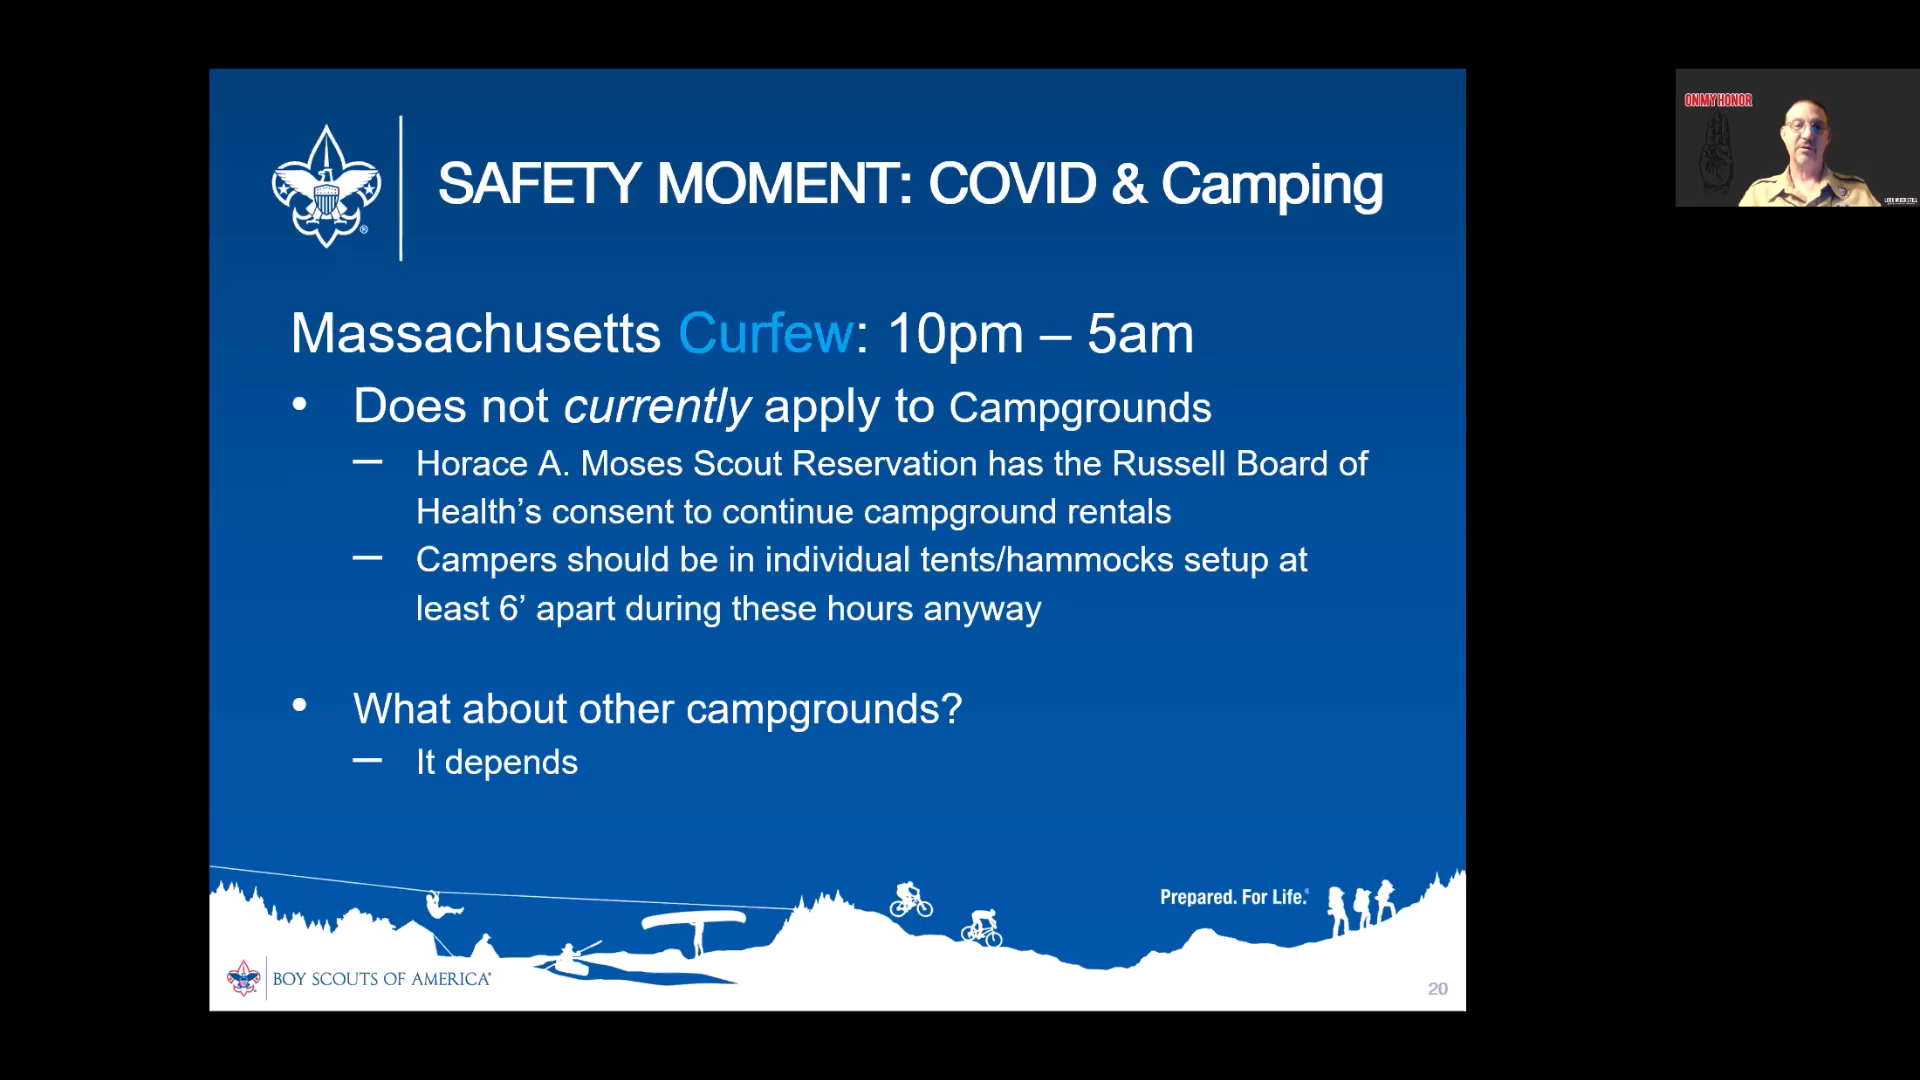 SAFETY MOMENT: COVID & Camping
Massachusetts Curfew: 10pm – 5am
• Does not currently apply to Campgrounds
– Horace A. Moses Scout Reservation has the Russell Board of
Health’s consent to continue campground rentals
– Campers should be in individual tents/hammocks setup at
least 6’ apart during these hours anyway
• What about other campgrounds?
– It depends
Prepared. For Life.®
BOY SCOUTS OF AMERICA®
20
ON MY HONOR